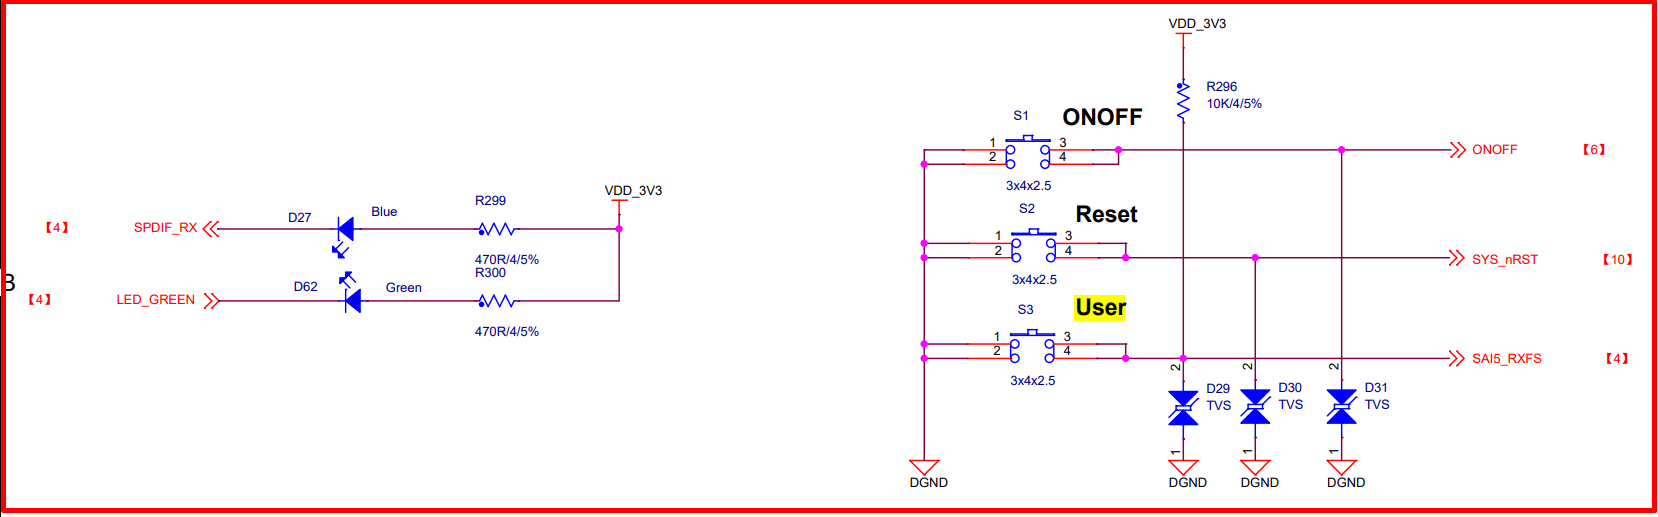 VDD_3V3
R296
10K/4/5%
S1
ONOFF
1
3
2
4
ONOFF
【6】
3x4x2.5
S2
Reset
1
3
2
4
SYS_nRST
【10】
3x4x2.5
S3
User
1
3
2
4
SAI5_RXFS
【4】
3x4x2.5
2
2
2
D29
TVS
D30
TVS
D31
TVS
1
1
1
DGND
DGND
DGND
DGND
VDD_3V3
R299
【4】
SPDIF_RX
D27
Blue
470R/4/5%
R300
B
【4】
LED_GREEN
D62
Green
470R/4/5%